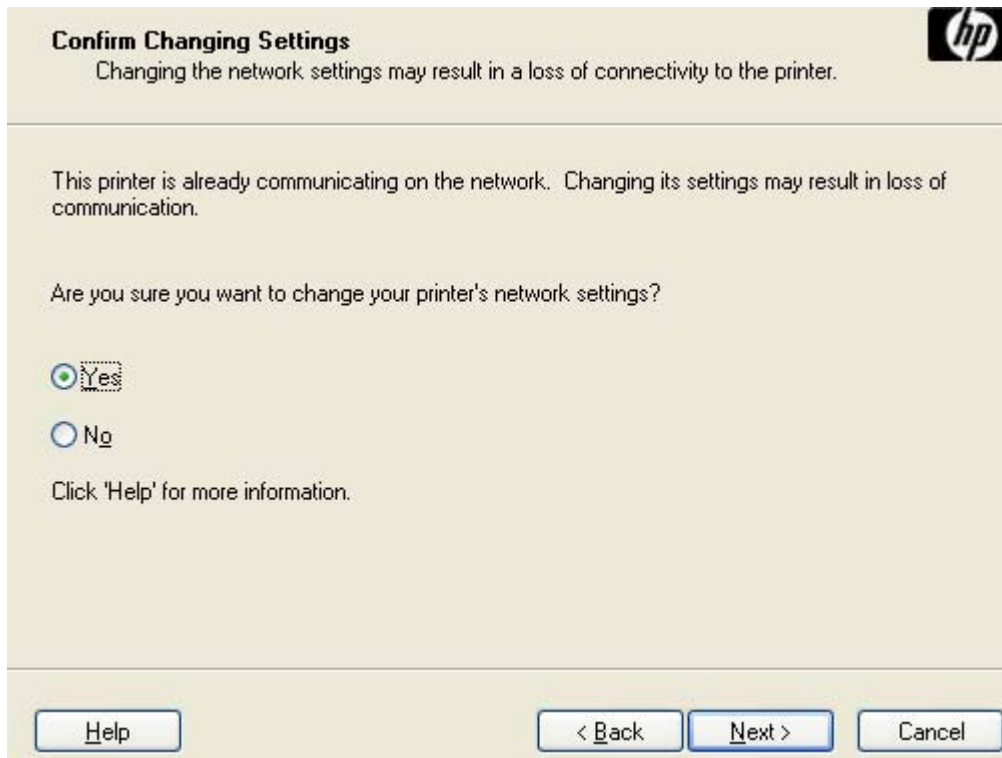 Confirm Changing Settings
hp
Changing the network settings may result in a loss of connectivity to the printer.
This printer is already communicating on the network. Changing its settings may result in loss of
communication.
Are you sure you want to change your printer's network settings?
Yes
No
Click 'Help' for more information.
Help
< Back
Next >
Cancel